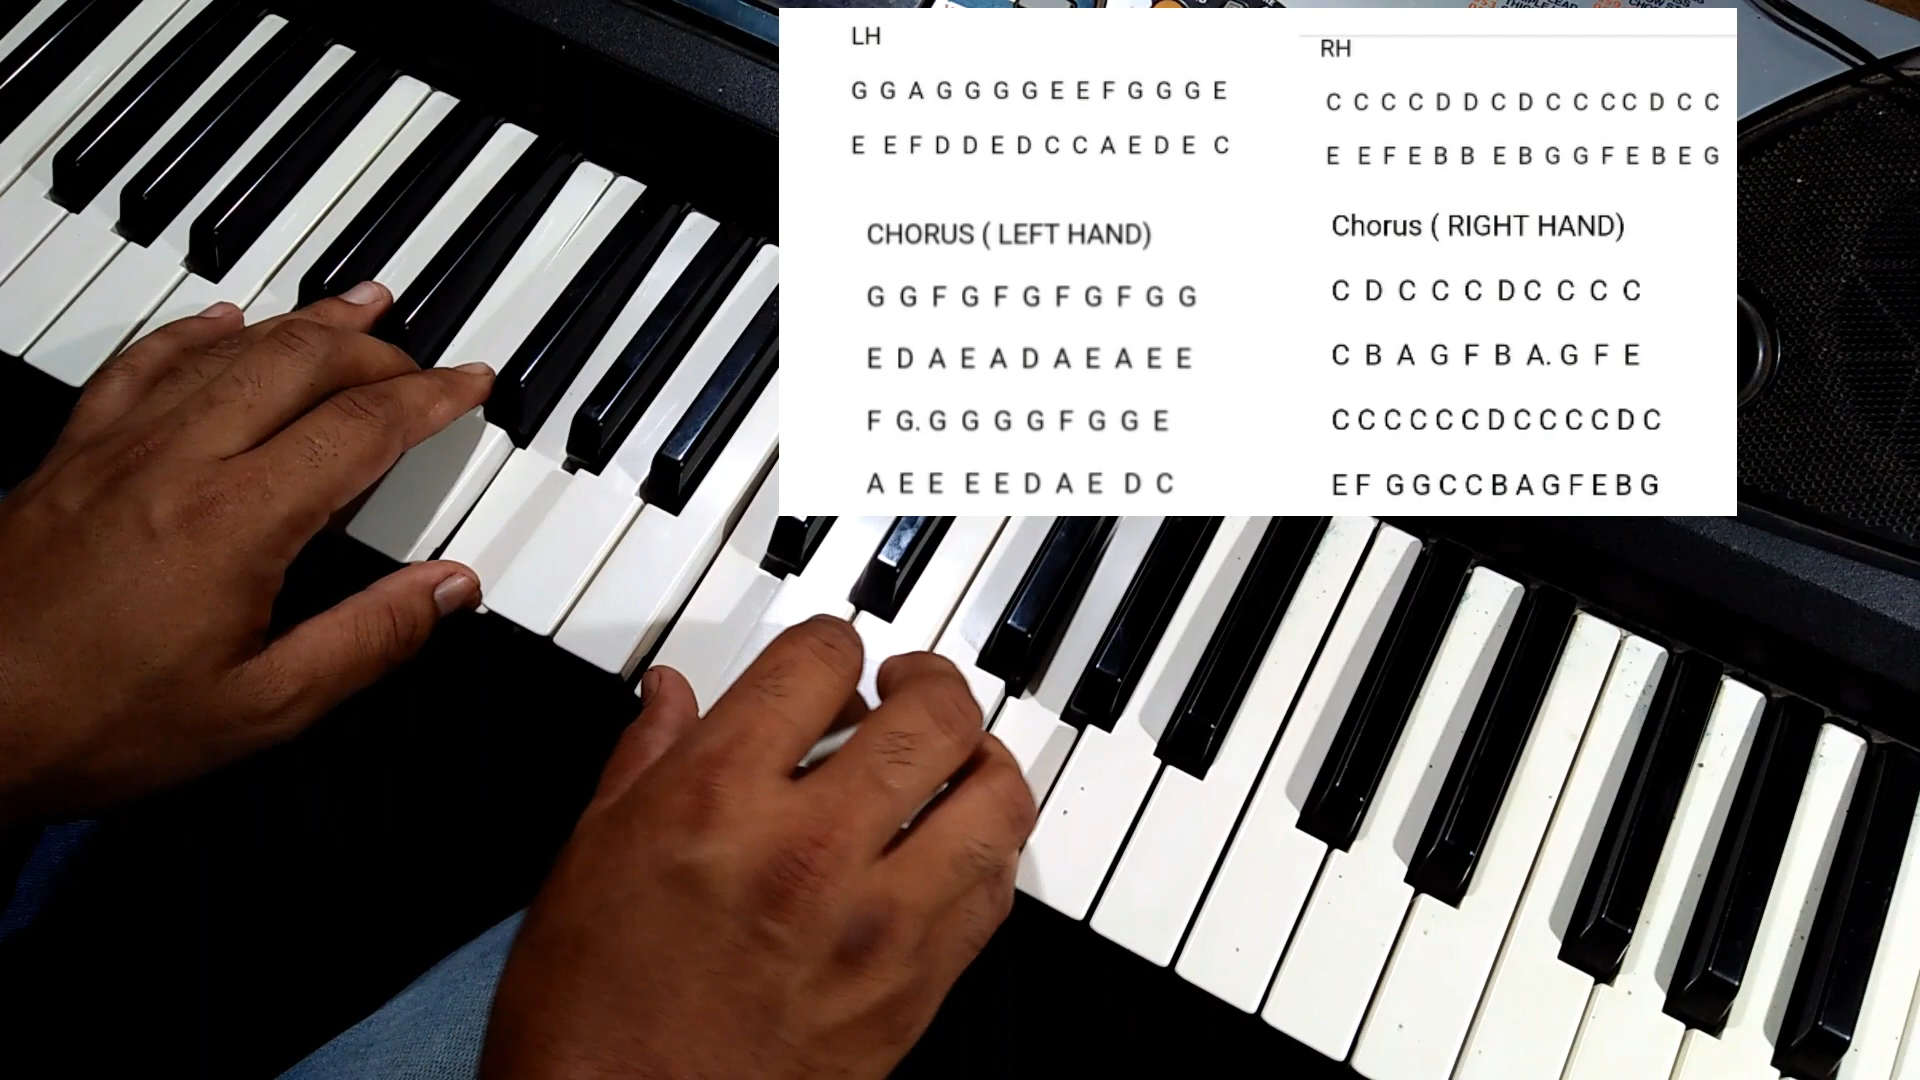 LH
G G A G G G G E E F G G G E
E E F D D E D C C A E D E C
CHORUS ( LEFT HAND)
G G F G F G F G F G G
E D A E A D A E A E E
F G. G G G G F G G E
A E E E E D A E D C
RH
C C C C D D C D C C C C D C C
E E F E B B E B G G F E B E G
Chorus ( RIGHT HAND)
C D C C C D C C C C
C B A G F B A. G F E
C C C C C C D C C C C D C
E F G G C C B A G F E B G